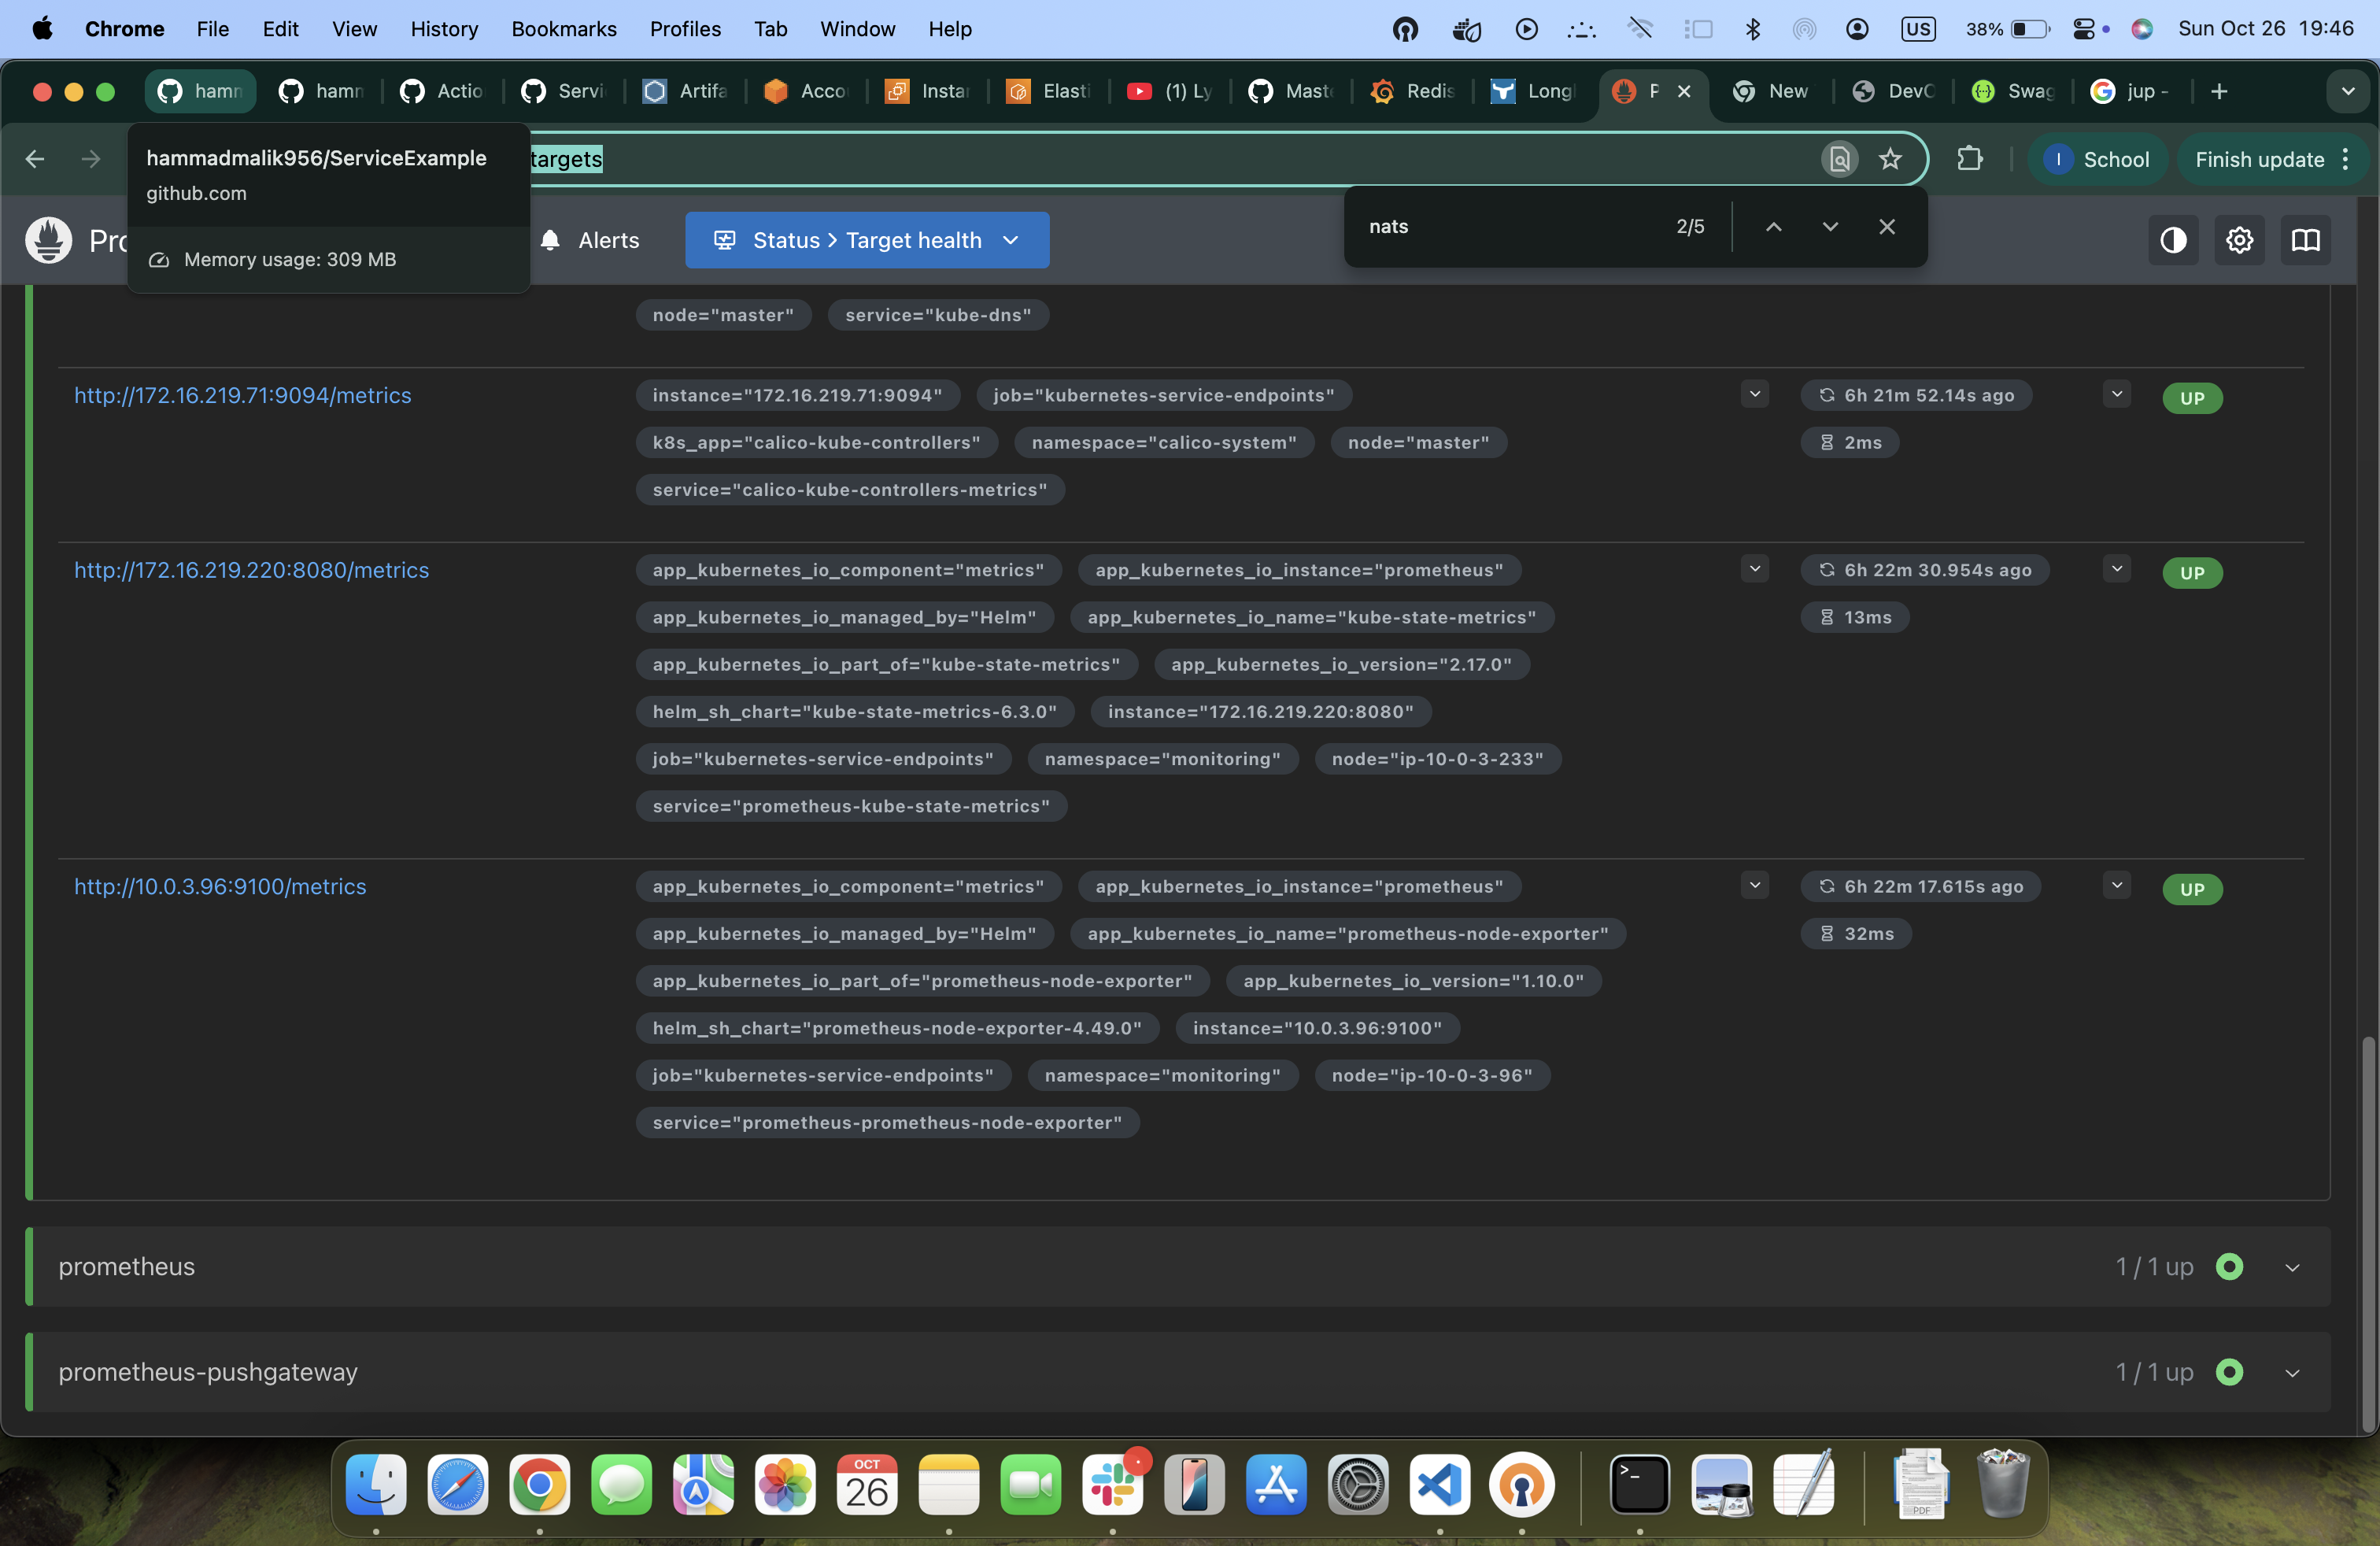 Chrome File Edit View History Bookmarks Profiles Tab Window Help US 38% Sun Oct 26 19:46
hamm hamm Actio Servi Artifa Acco Instar Elasti (1) Ly Maste Redis Longl P New DevO Swag jup -
targets School Finish update
hammadmalik956/ServiceExample
github.com
Memory usage: 309 MB
Pro Alerts Status > Target health
nats 2/5
node="master" service="kube-dns"
http://172.16.219.71:9094/metrics instance="172.16.219.71:9094" job="kubernetes-service-endpoints" 6h 21m 52.14s ago UP
k8s_app="calico-kube-controllers" namespace="calico-system" node="master" 2ms
service="calico-kube-controllers-metrics"
http://172.16.219.220:8080/metrics app_kubernetes_io_component="metrics" app_kubernetes_io_instance="prometheus" 6h 22m 30.954s ago UP
app_kubernetes_io_managed_by="Helm" app_kubernetes_io_name="kube-state-metrics" 13ms
app_kubernetes_io_part_of="kube-state-metrics" app_kubernetes_io_version="2.17.0"
helm_sh_chart="kube-state-metrics-6.3.0" instance="172.16.219.220:8080"
job="kubernetes-service-endpoints" namespace="monitoring" node="ip-10-0-3-233"
service="prometheus-kube-state-metrics"
http://10.0.3.96:9100/metrics app_kubernetes_io_component="metrics" app_kubernetes_io_instance="prometheus" 6h 22m 17.615s ago UP
app_kubernetes_io_managed_by="Helm" app_kubernetes_io_name="prometheus-node-exporter" 32ms
app_kubernetes_io_part_of="prometheus-node-exporter" app_kubernetes_io_version="1.10.0"
helm_sh_chart="prometheus-node-exporter-4.49.0" instance="10.0.3.96:9100"
job="kubernetes-service-endpoints" namespace="monitoring" node="ip-10-0-3-96"
service="prometheus-prometheus-node-exporter"
prometheus 1 / 1 up
prometheus-pushgateway 1 / 1 up
OCT
26
PDF